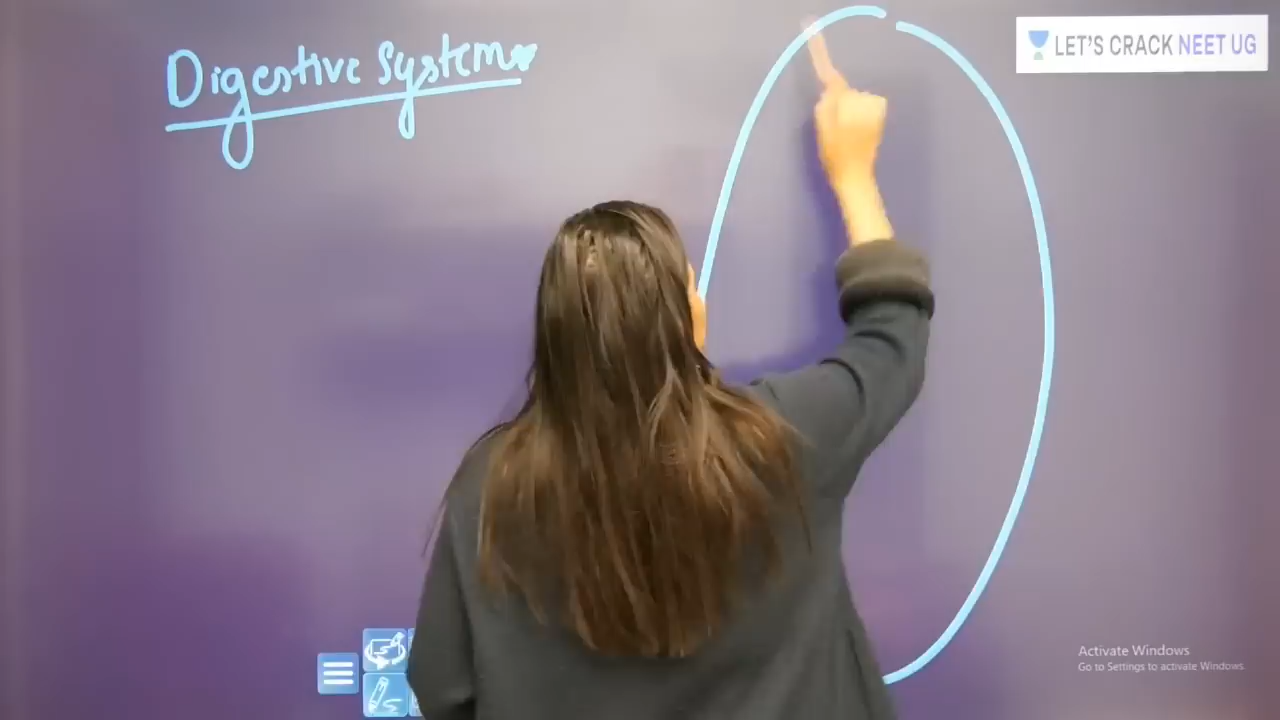 Digestive System
LET'S CRACK NEET UG
Activate Windows
Go to Settings to activate Windows.